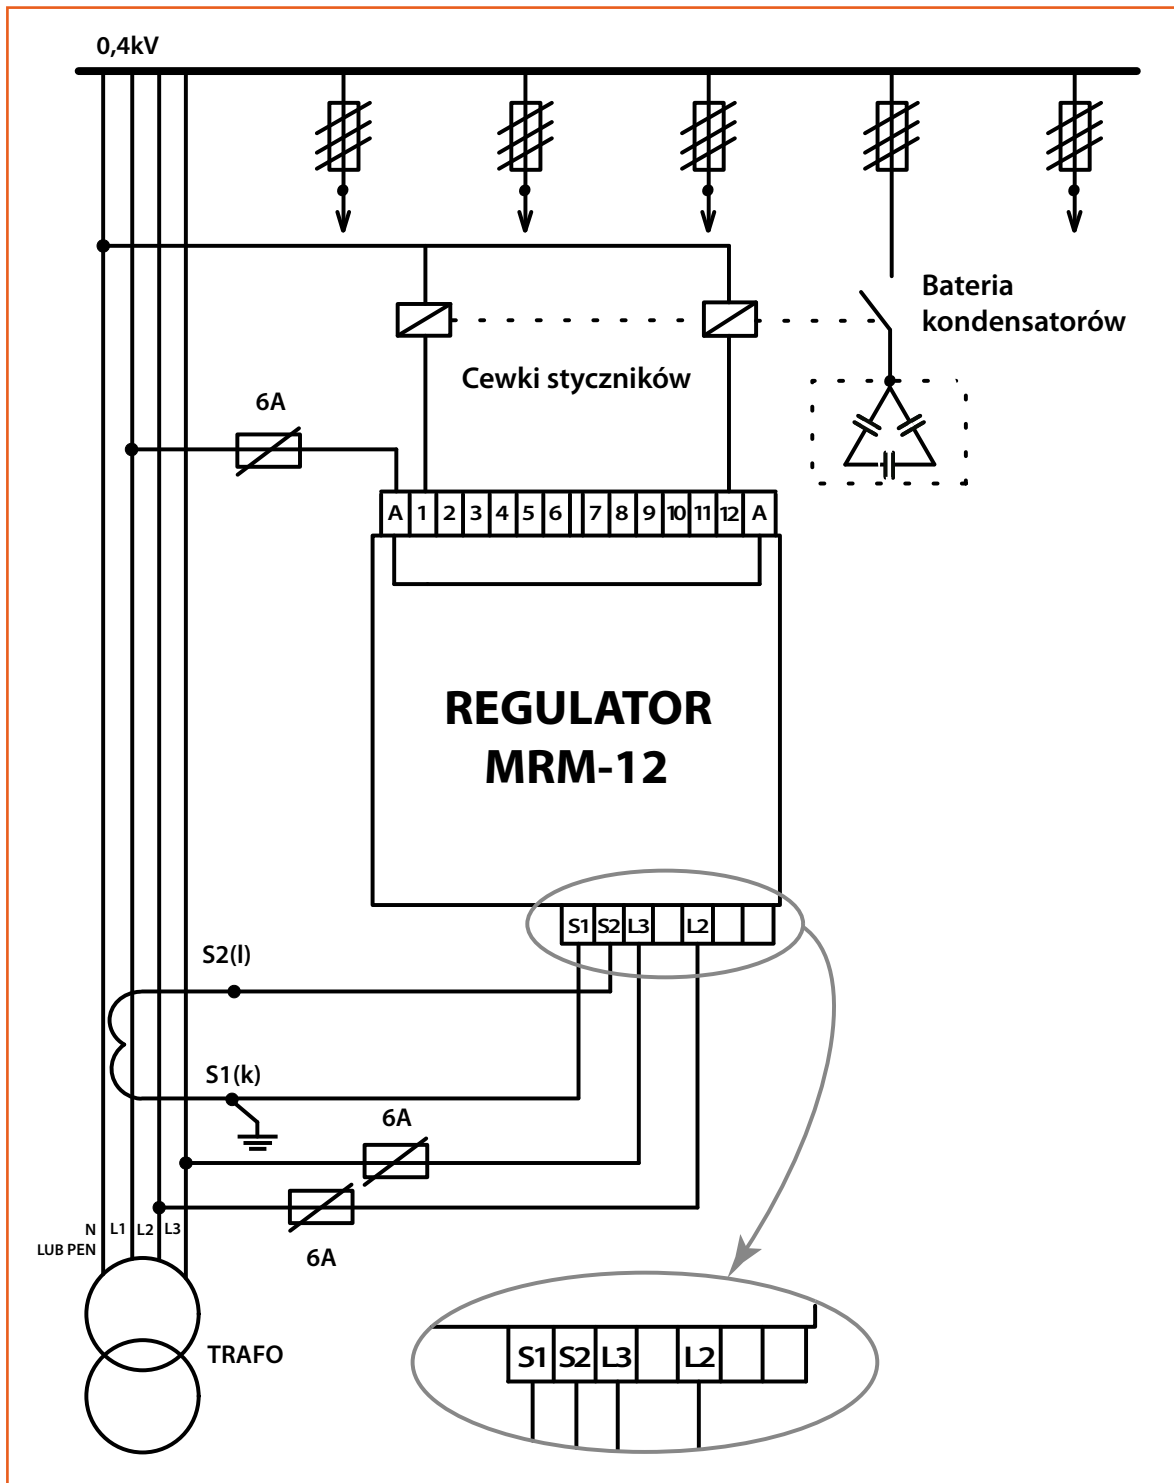 0,4kV
Bateria
kondensatorów
Cewki styczników
6A
A 1 2 3 4 5 6 7 8 9 10 11 12 A
REGULATOR
MRM-12
S1 S2 L3 L2
S2(l)
S1(k)
6A
N L1 L2 L3
LUB PEN
6A
TRAFO
S1 S2 L3 L2